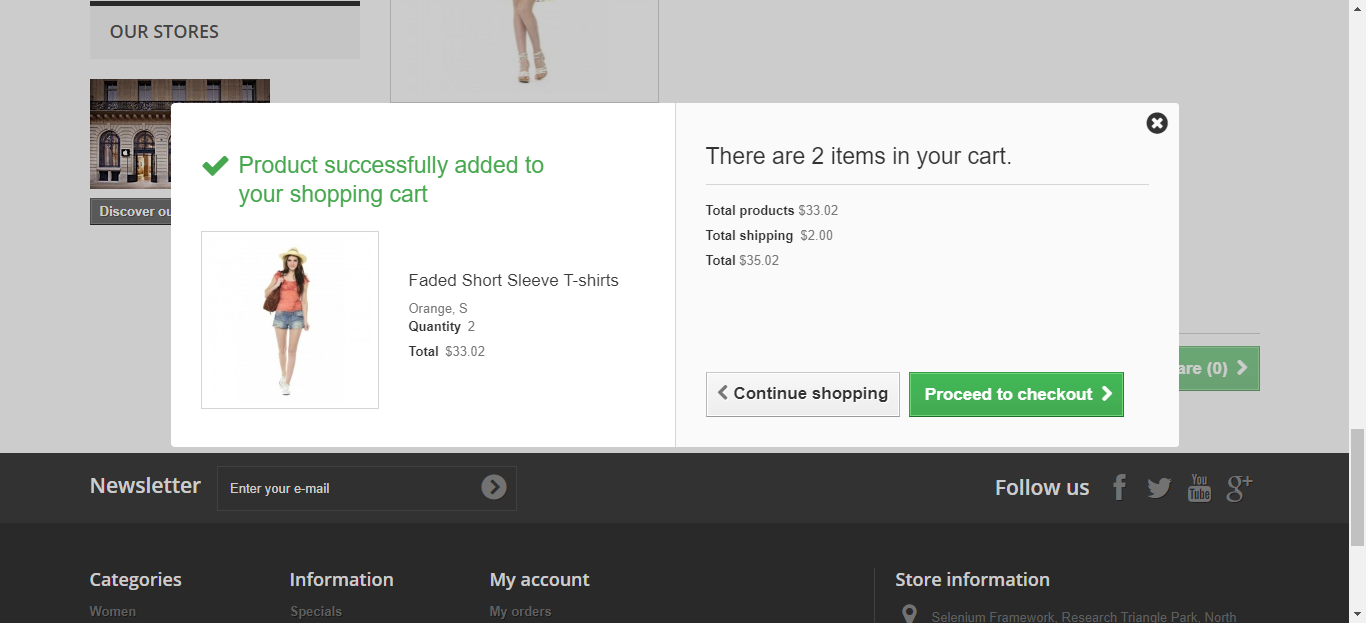 OUR STORES
Discover ou
Product successfully added to
your shopping cart
Faded Short Sleeve T-shirts
Orange, S
Quantity 2
Total $33.02
There are 2 items in your cart.
Total products $33.02
Total shipping $2.00
Total $35.02
Continue shopping
Proceed to checkout
are (0)
Newsletter
Enter your e-mail
Follow us
You
Tube
g+
Categories
Information
My account
Store information
Women
Specials
My orders
Selenium Framework, Research Triangle Park, North